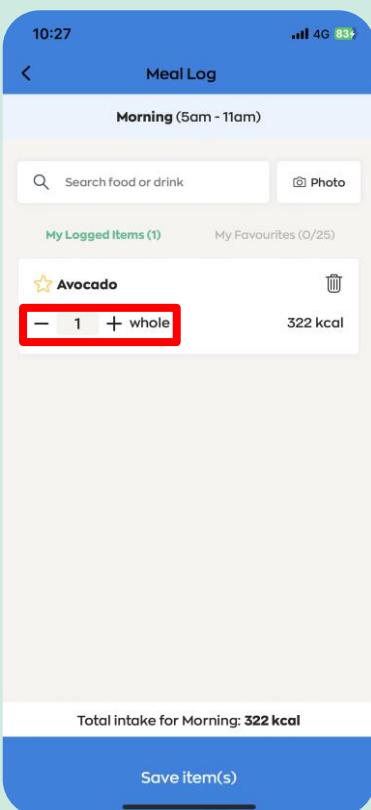 10:27 4G 83
Meal Log
Morning (5am - 11am)
Search food or drink Photo
My Logged Items (1) My Favourites (0/25)
Avocado
− 1 + whole 322 kcal
Total intake for Morning: 322 kcal
Save item(s)